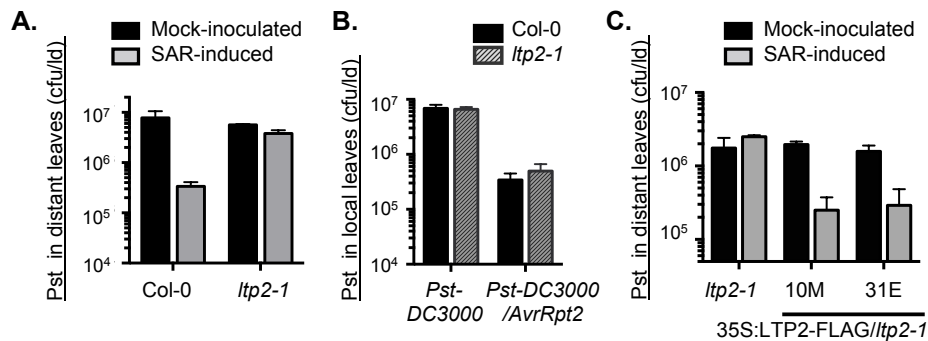 A.
Mock-inoculated
SAR-induced
Pst in distant leaves (cfu/ld)
10^7
10^6
10^5
10^4
Col-0 ltp2-1
B.
Col-0
ltp2-1
Pst in local leaves (cfu/ld)
10^7
10^6
10^5
10^4
Pst- Pst-DC3000
DC3000 /AvrRpt2
C.
Mock-inoculated
SAR-induced
Pst in distant leaves (cfu/ld)
10^7
10^6
10^5
ltp2-1 10M 31E
35S:LTP2-FLAG/ltp2-1